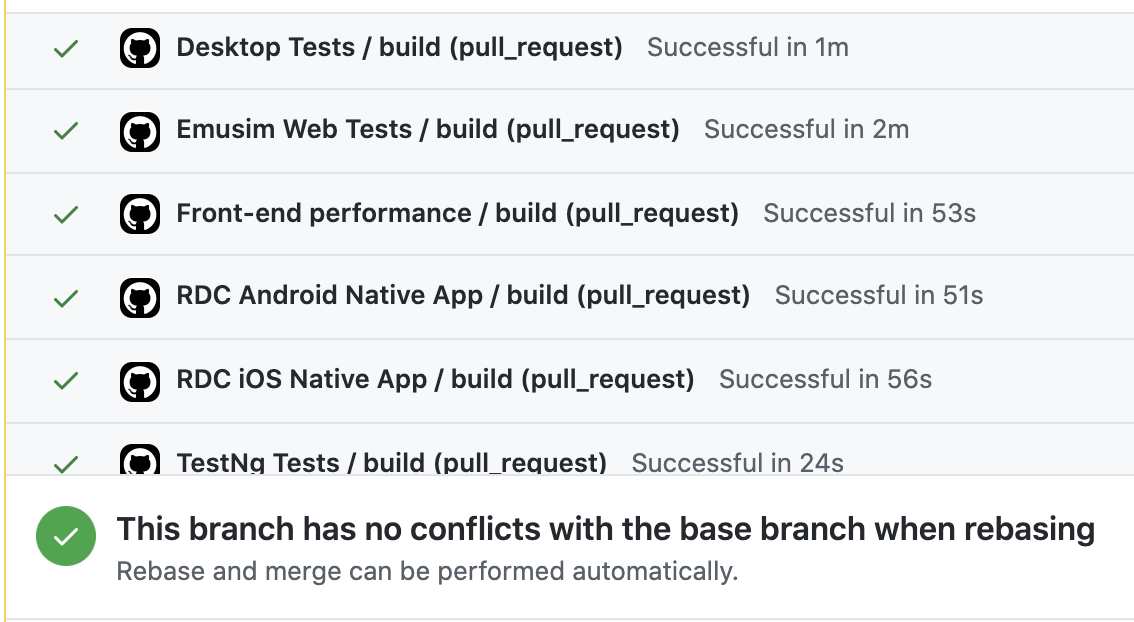 Desktop Tests / build (pull_request) Successful in 1m
Emusim Web Tests / build (pull_request) Successful in 2m
Front-end performance / build (pull_request) Successful in 53s
RDC Android Native App / build (pull_request) Successful in 51s
RDC iOS Native App / build (pull_request) Successful in 56s
TestNg Tests / build (pull_request) Successful in 24s
This branch has no conflicts with the base branch when rebasing
Rebase and merge can be performed automatically.